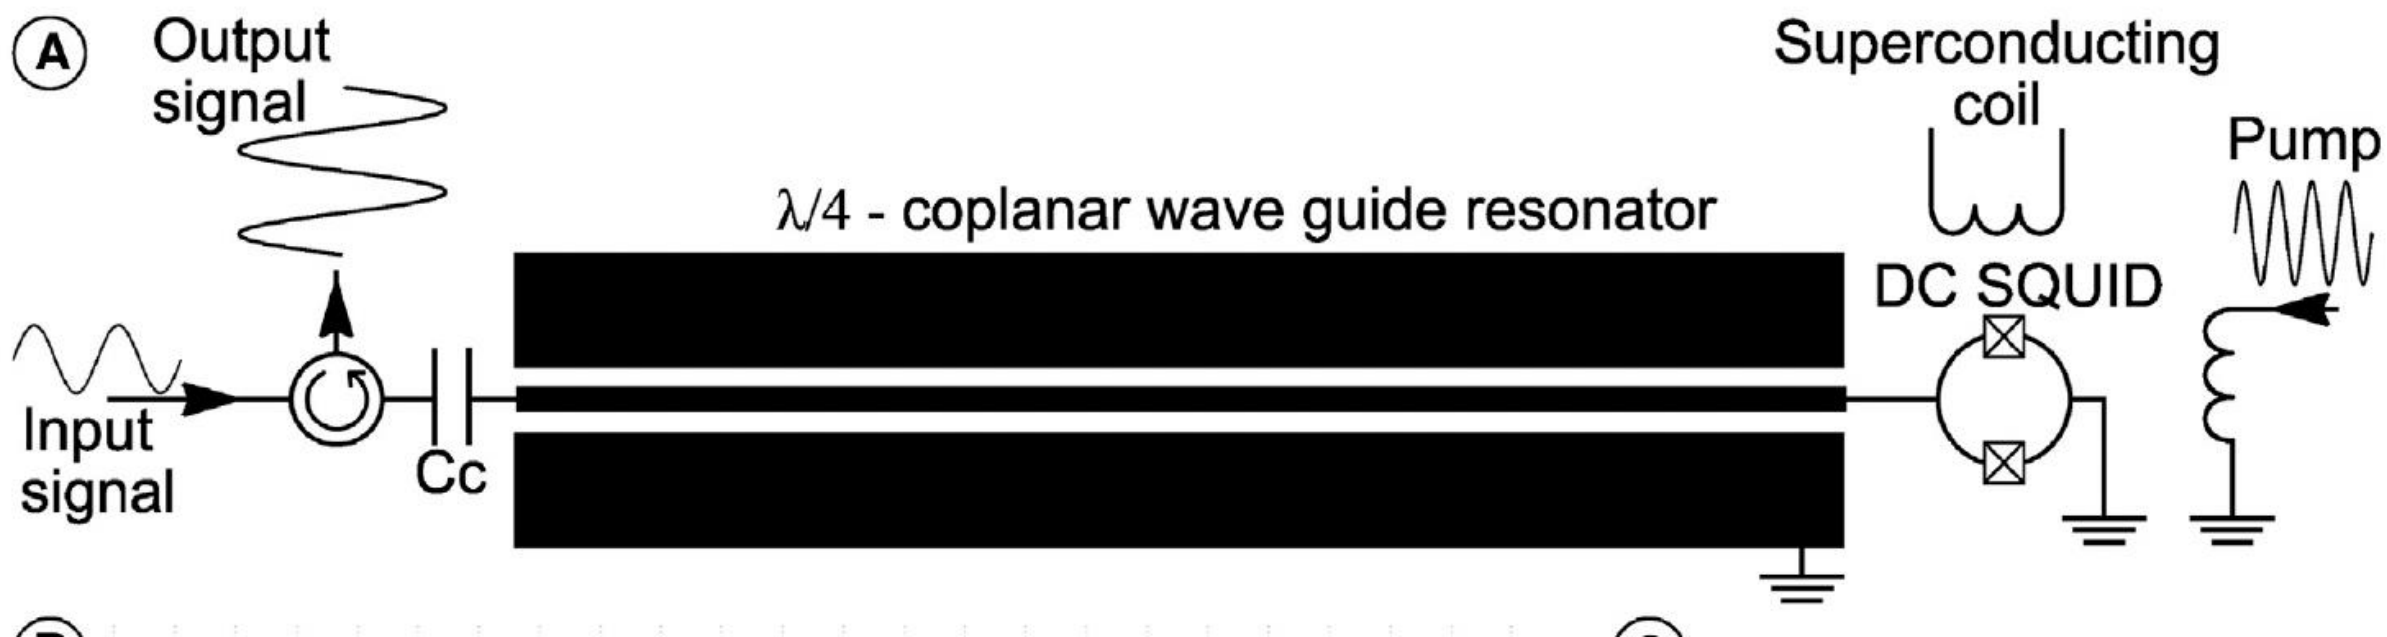 A
Output
signal
Superconducting
coil
Pump
λ/4 - coplanar wave guide resonator
DC SQUID
Input
signal
Cc